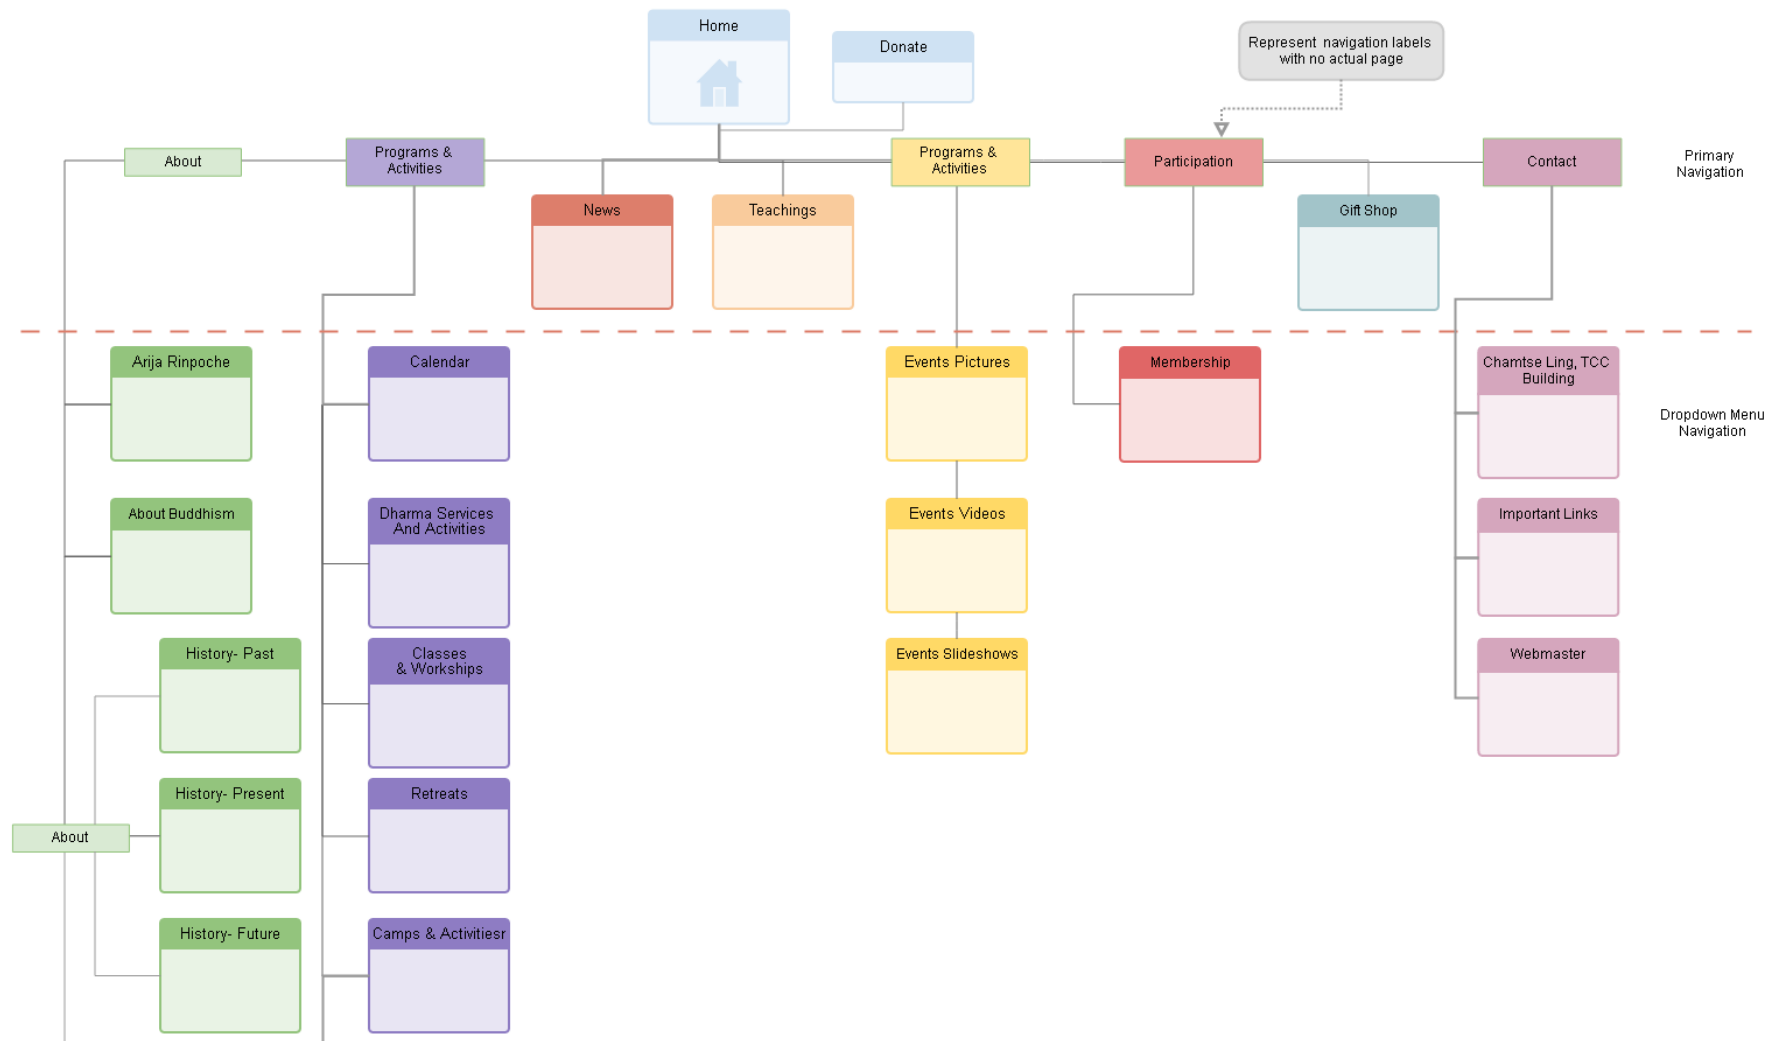 Home
Donate
Represent navigation labels
with no actual page
About
Programs &
Activities
Programs &
Activities
Participation
Contact
Primary
Navigation
News
Teachings
Gift Shop
Arija Rinpoche
Calendar
Events Pictures
Membership
Chamtse Ling, TCC
Building
Dropdown Menu
Navigation
About Buddhism
Dharma Services
And Activities
Events Videos
Important Links
History- Past
Classes
& Workships
Events Slideshows
Webmaster
History- Present
Retreats
About
History- Future
Camps & Activitiesr